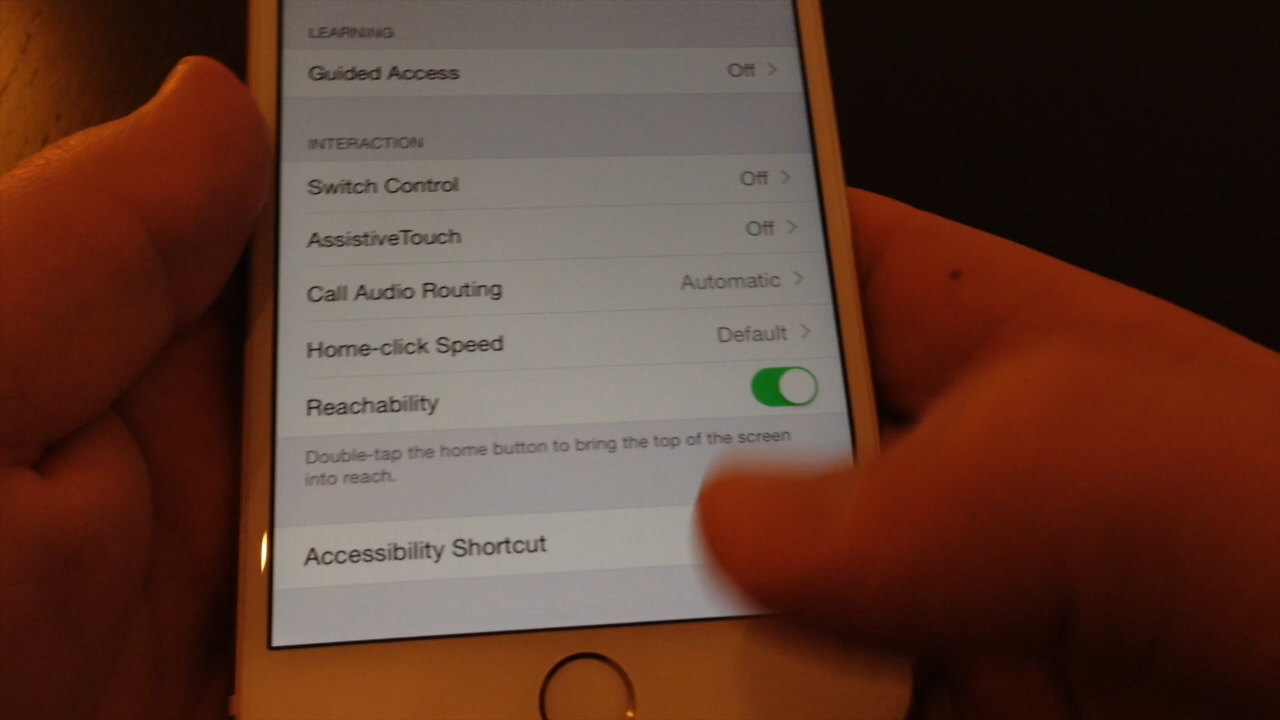 LEARNING
Guided Access Off
INTERACTION
Switch Control Off
AssistiveTouch Off
Call Audio Routing Automatic
Home-click Speed Default
Reachability
Double-tap the home button to bring the top of the screen
into reach.
Accessibility Shortcut